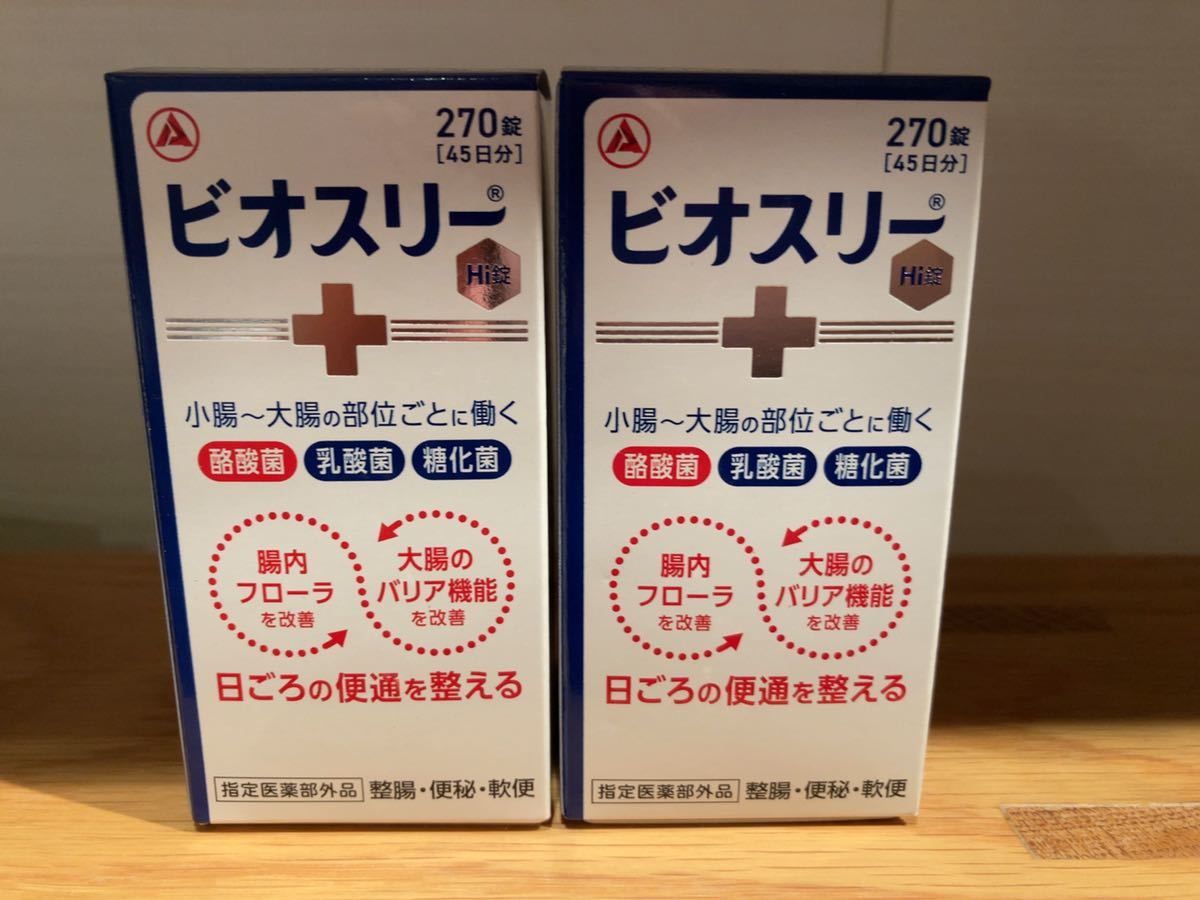 270錠
[45日分]
ビオスリー®
Hi錠
小腸～大腸の部位ごとに働く
酪酸菌 乳酸菌 糖化菌
腸内
フローラ
を改善
大腸の
バリア機能
を改善
日ごろの便通を整える
指定医薬部外品 整腸・便秘・軟便
270錠
[45日分]
ビオスリー®
Hi錠
小腸～大腸の部位ごとに働く
酪酸菌 乳酸菌 糖化菌
腸内
フローラ
を改善
大腸の
バリア機能
を改善
日ごろの便通を整える
指定医薬部外品 整腸・便秘・軟便